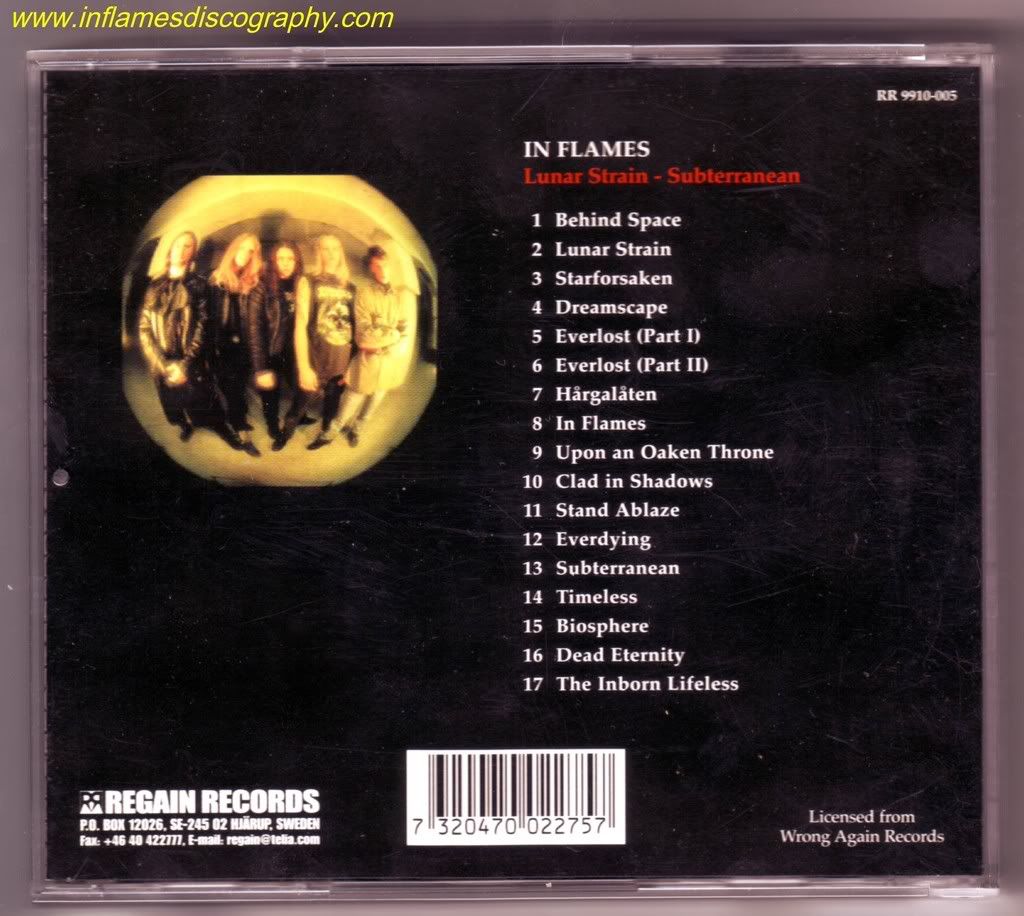 www.inflamesdiscography.com
RR 9910-005
IN FLAMES
Lunar Strain - Subterranean
1 Behind Space
2 Lunar Strain
3 Starforsaken
4 Dreamscape
5 Everlost (Part I)
6 Everlost (Part II)
7 Hårgalåten
8 In Flames
9 Upon an Oaken Throne
10 Clad in Shadows
11 Stand Ablaze
12 Everdying
13 Subterranean
14 Timeless
15 Biosphere
16 Dead Eternity
17 The Inborn Lifeless
REGAIN RECORDS
P.O. BOX 12026, SE-245 02 HJÄRUP, SWEDEN
Fax: +46 40 422777, E-mail: regain@telia.com
7 320470 022757
Licensed from
Wrong Again Records